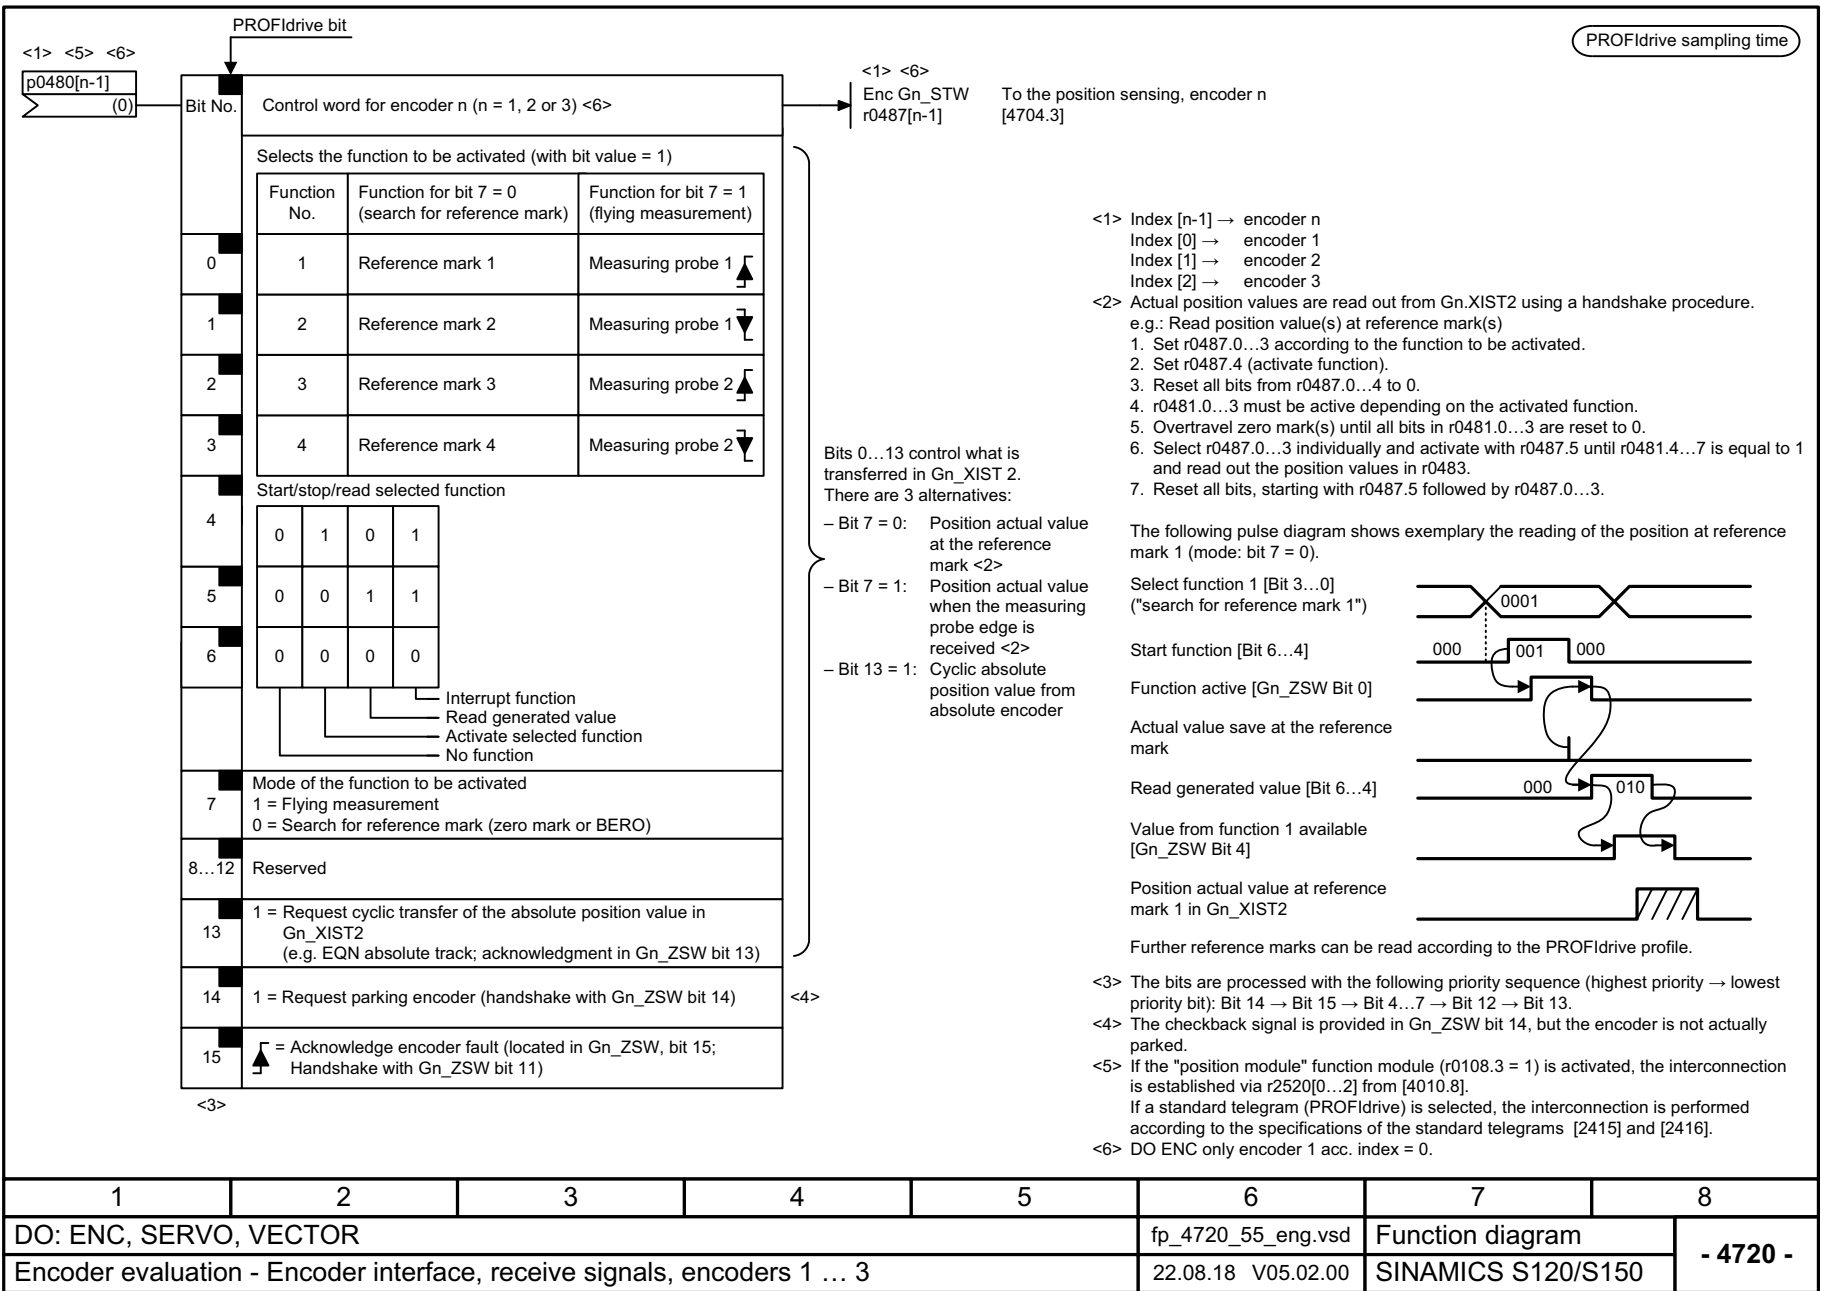 PROFIdrive bit
PROFIdrive sampling time
<1> <5> <6>
p0480[n-1]
(0)
Bit No.
Control word for encoder n (n = 1, 2 or 3) <6>
<1> <6>
Enc Gn_STW
r0487[n-1]
To the position sensing, encoder n
[4704.3]
Selects the function to be activated (with bit value = 1)
Function No.
Function for bit 7 = 0
(search for reference mark)
Function for bit 7 = 1
(flying measurement)
0
1
Reference mark 1
Measuring probe 1
1
2
Reference mark 2
Measuring probe 1
2
3
Reference mark 3
Measuring probe 2
3
4
Reference mark 4
Measuring probe 2
Start/stop/read selected function
4
0 1 0 1
5
0 0 1 1
6
0 0 0 0
Interrupt function
Read generated value
Activate selected function
No function
7
Mode of the function to be activated
1 = Flying measurement
0 = Search for reference mark (zero mark or BERO)
8…12
Reserved
13
1 = Request cyclic transfer of the absolute position value in
Gn_XIST2
(e.g. EQN absolute track; acknowledgment in Gn_ZSW bit 13)
14
1 = Request parking encoder (handshake with Gn_ZSW bit 14)
<4>
15
= Acknowledge encoder fault (located in Gn_ZSW, bit 15;
Handshake with Gn_ZSW bit 11)
<3>
Bits 0…13 control what is
transferred in Gn_XIST 2.
There are 3 alternatives:
– Bit 7 = 0: Position actual value
at the reference
mark <2>
– Bit 7 = 1: Position actual value
when the measuring
probe edge is
received <2>
– Bit 13 = 1: Cyclic absolute
position value from
absolute encoder
<1> Index [n-1] → encoder n
Index [0] → encoder 1
Index [1] → encoder 2
Index [2] → encoder 3
<2> Actual position values are read out from Gn.XIST2 using a handshake procedure.
e.g.: Read position value(s) at reference mark(s)
1. Set r0487.0…3 according to the function to be activated.
2. Set r0487.4 (activate function).
3. Reset all bits from r0487.0…4 to 0.
4. r0481.0…3 must be active depending on the activated function.
5. Overtravel zero mark(s) until all bits in r0481.0…3 are reset to 0.
6. Select r0487.0…3 individually and activate with r0487.5 until r0481.4…7 is equal to 1
and read out the position values in r0483.
7. Reset all bits, starting with r0487.5 followed by r0487.0…3.
The following pulse diagram shows exemplary the reading of the position at reference
mark 1 (mode: bit 7 = 0).
Select function 1 [Bit 3…0]
("search for reference mark 1")
0001
Start function [Bit 6…4]
000 001 000
Function active [Gn_ZSW Bit 0]
Actual value save at the reference
mark
Read generated value [Bit 6…4]
000 010
Value from function 1 available
[Gn_ZSW Bit 4]
Position actual value at reference
mark 1 in Gn_XIST2
Further reference marks can be read according to the PROFIdrive profile.
<3> The bits are processed with the following priority sequence (highest priority → lowest
priority bit): Bit 14 → Bit 15 → Bit 4…7 → Bit 12 → Bit 13.
<4> The checkback signal is provided in Gn_ZSW bit 14, but the encoder is not actually
parked.
<5> If the "position module" function module (r0108.3 = 1) is activated, the interconnection
is established via r2520[0…2] from [4010.8].
If a standard telegram (PROFIdrive) is selected, the interconnection is performed
according to the specifications of the standard telegrams [2415] and [2416].
<6> DO ENC only encoder 1 acc. index = 0.
1 2 3 4 5 6 7 8
DO: ENC, SERVO, VECTOR
fp_4720_55_eng.vsd
Function diagram
- 4720 -
Encoder evaluation - Encoder interface, receive signals, encoders 1 … 3
22.08.18 V05.02.00
SINAMICS S120/S150